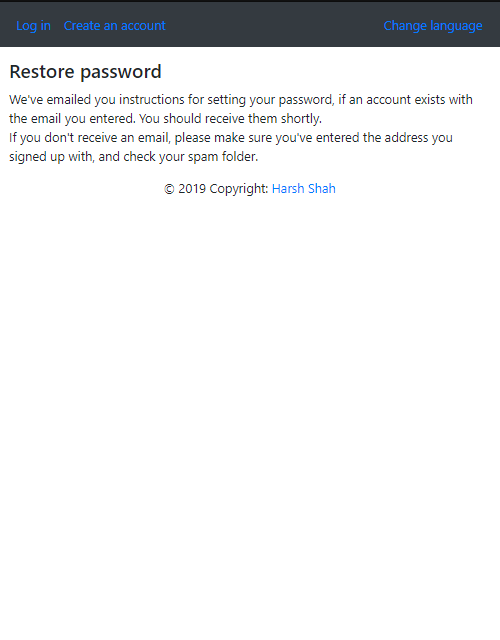 Log in Create an account Change language
Restore password
We've emailed you instructions for setting your password, if an account exists with
the email you entered. You should receive them shortly.
If you don't receive an email, please make sure you've entered the address you
signed up with, and check your spam folder.
© 2019 Copyright: Harsh Shah